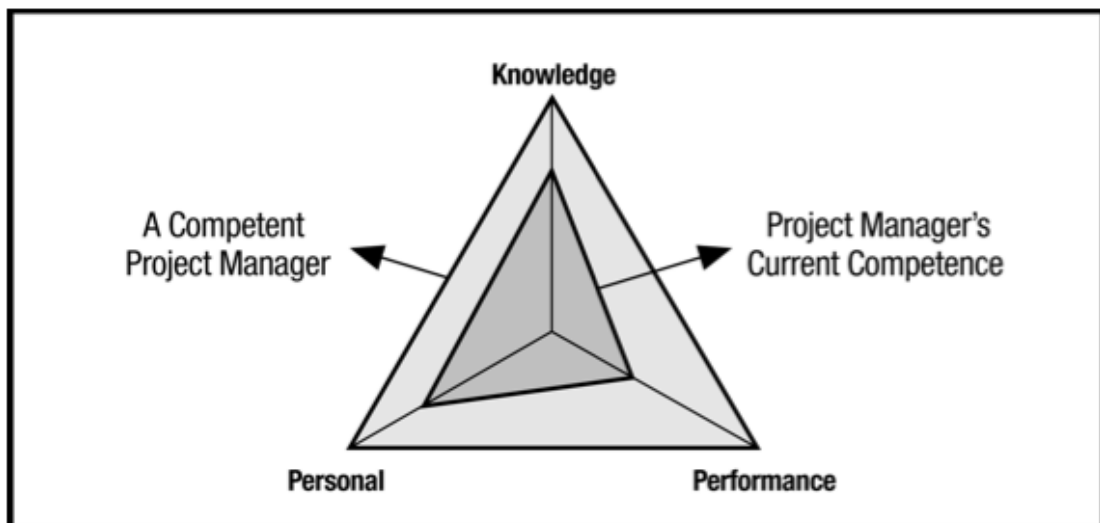 Knowledge
A Competent
Project Manager
Project Manager's
Current Competence
Personal
Performance